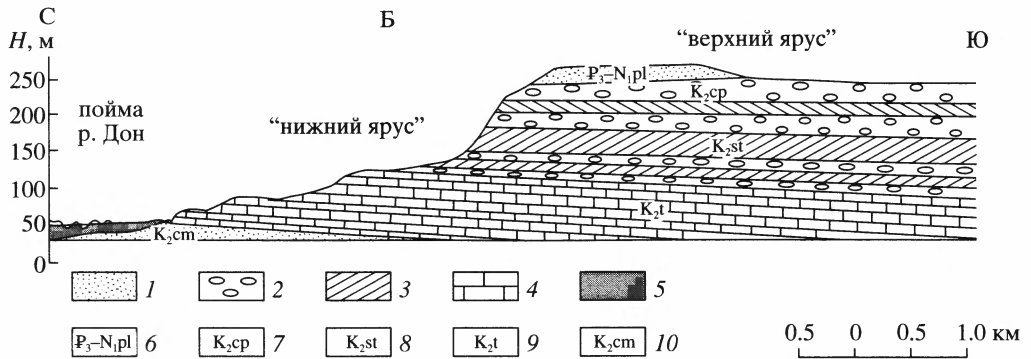 С Б Ю
H, м “верхний ярус”
250 ₽₃–N₁pl
K₂cp
200 пойма
р. Дон “нижний ярус”
150 K₂st
100
50 K₂t
K₂cm
0
1 2 3 4 5
₽₃–N₁pl 6 K₂cp 7 K₂st 8 K₂t 9 K₂cm 10
0.5 0 0.5 1.0 км